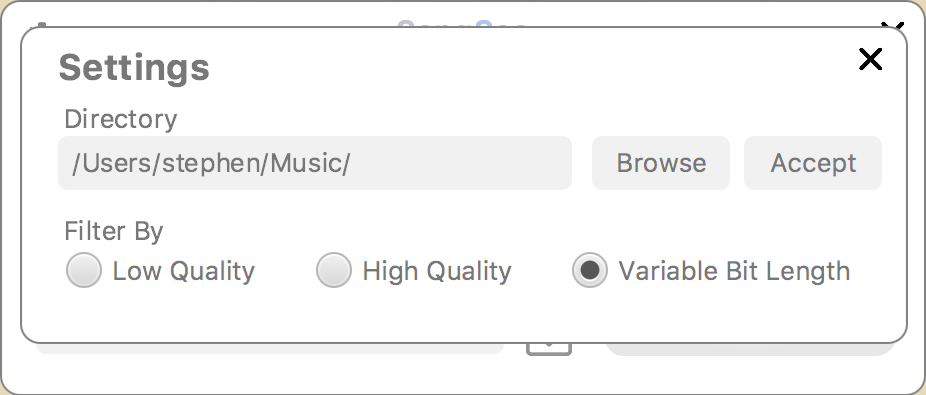 Settings
Directory
/Users/stephen/Music/
Browse
Accept
Filter By
Low Quality
High Quality
Variable Bit Length